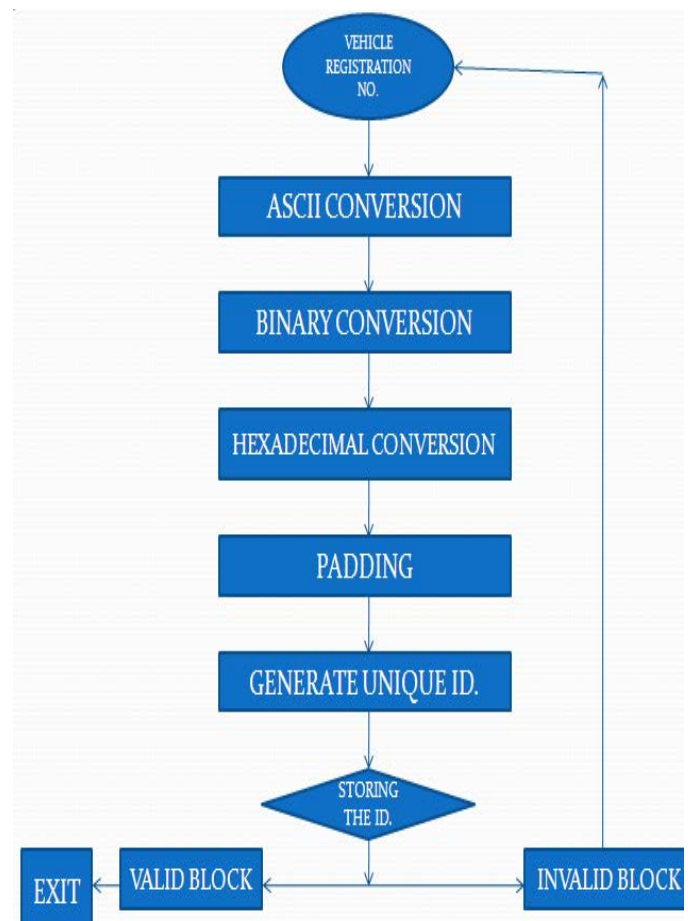 VEHICLE
REGISTRATION
NO.
ASCII CONVERSION
BINARY CONVERSION
HEXADECIMAL CONVERSION
PADDING
GENERATE UNIQUE ID.
STORING
THE ID.
EXIT
VALID BLOCK
INVALID BLOCK